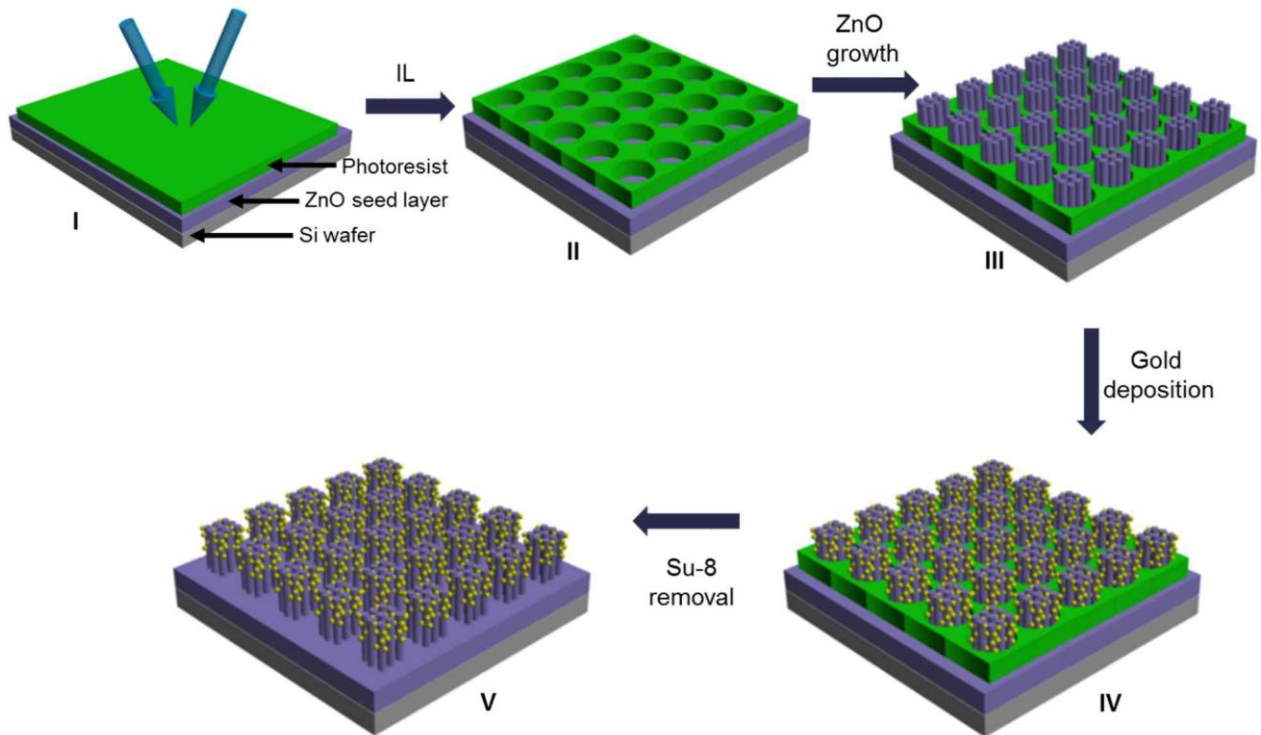 IL
ZnO
growth
Photoresist
ZnO seed layer
Si wafer
I
II
III
Gold
deposition
Su-8
removal
V
IV